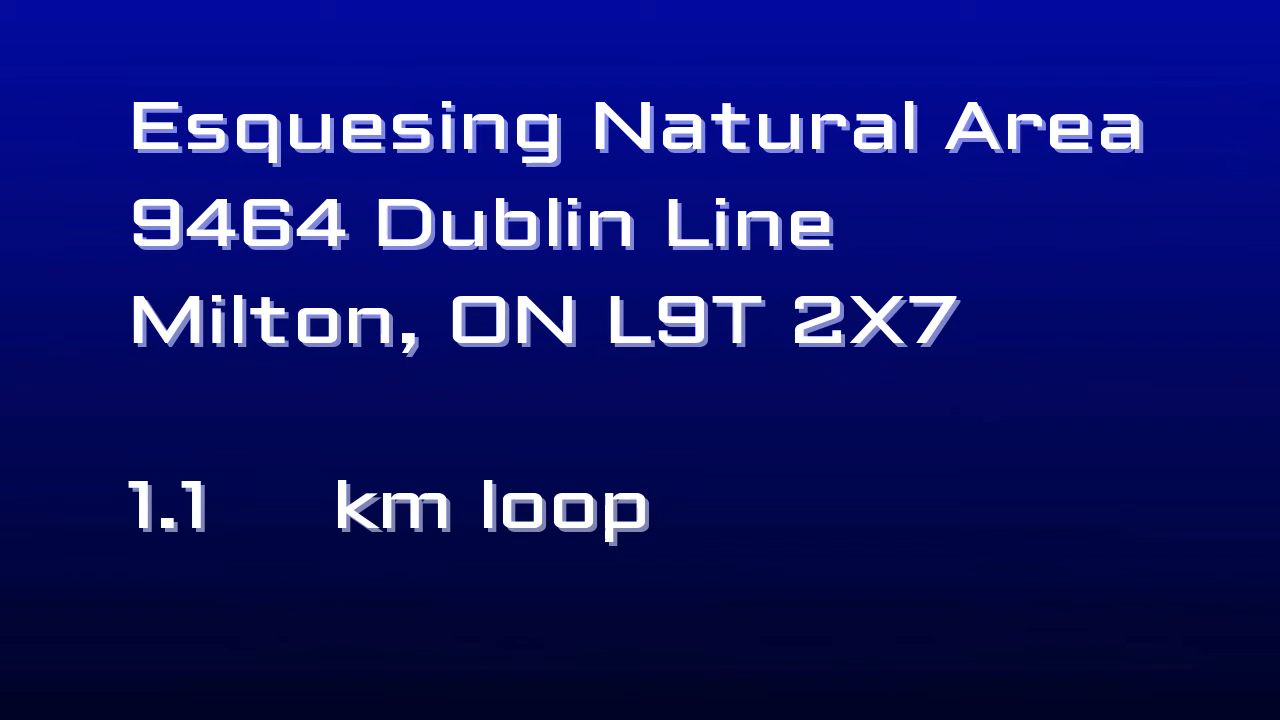 Esquesing Natural Area
9464 Dublin Line
Milton, ON L9T 2X7
1.1 km loop